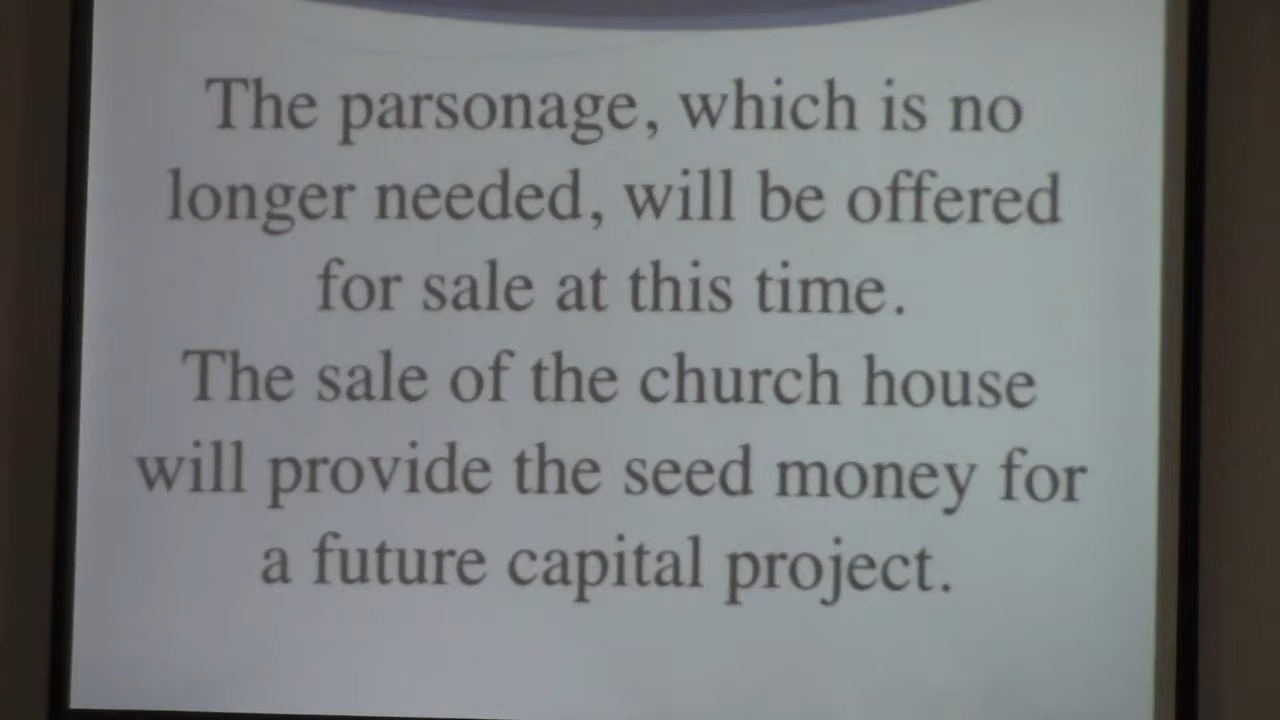 The parsonage, which is no
longer needed, will be offered
for sale at this time.
The sale of the church house
will provide the seed money for
a future capital project.